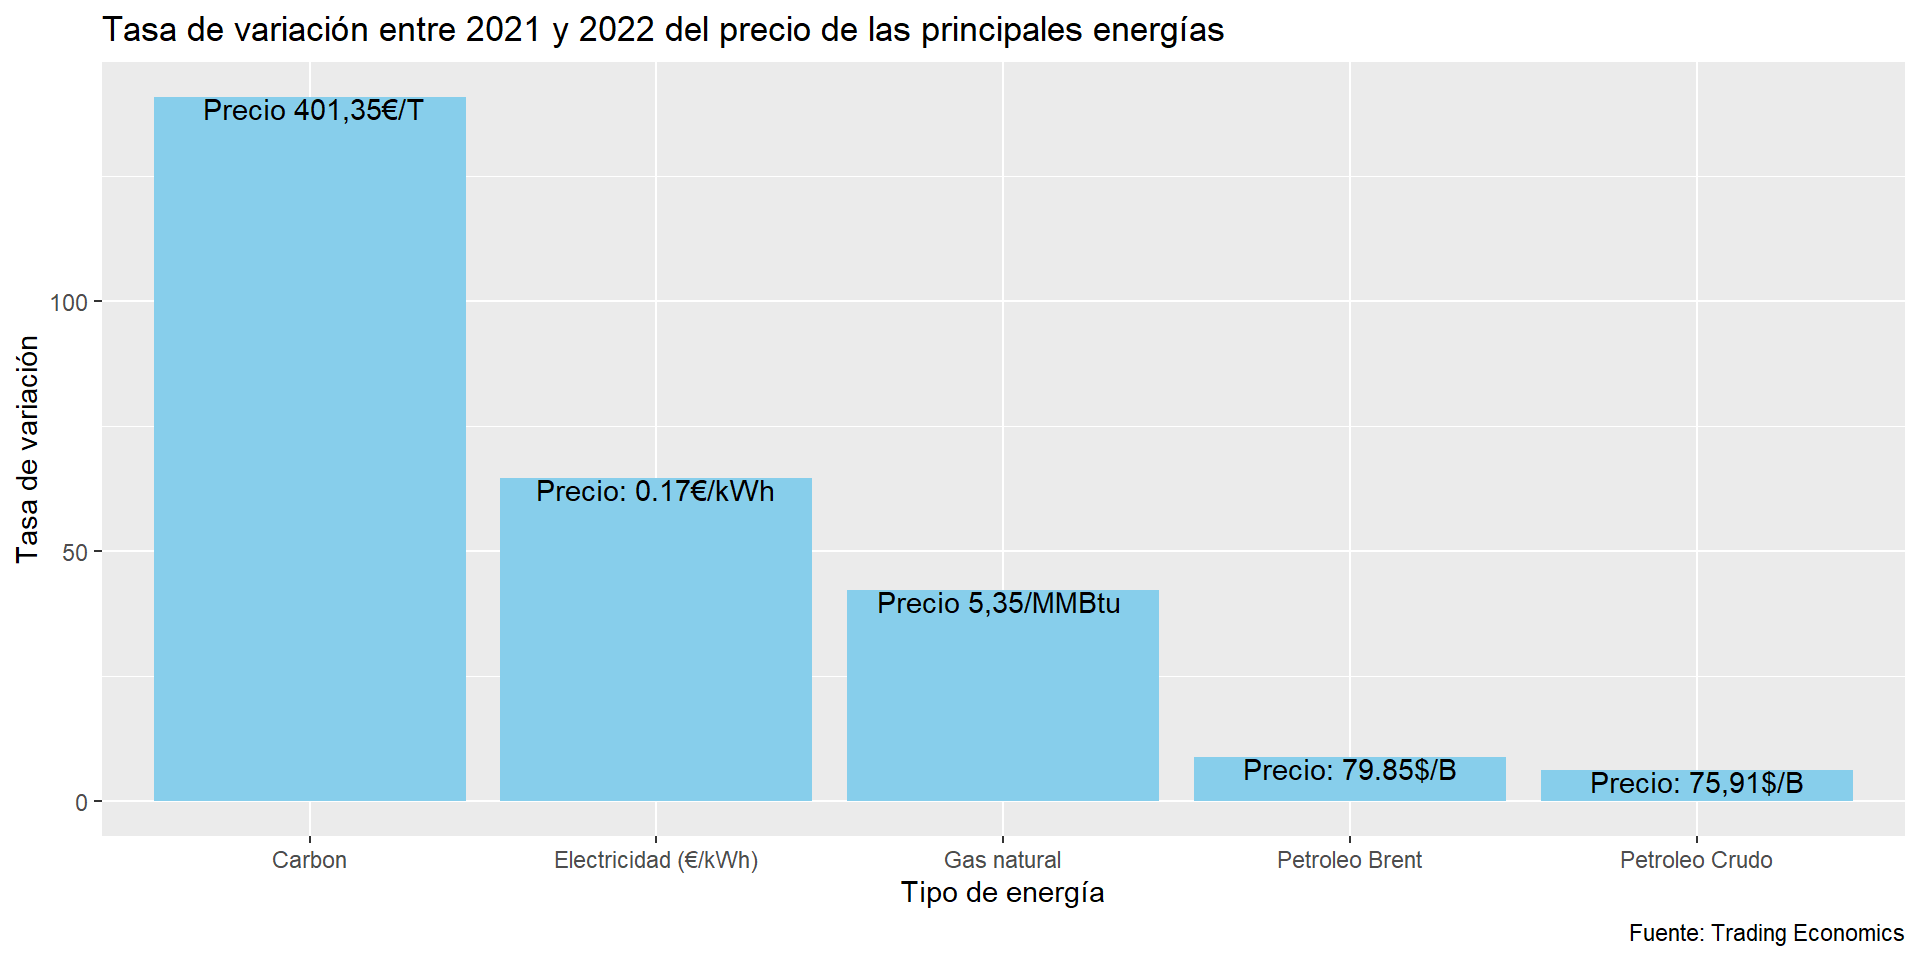 Tasa de variación entre 2021 y 2022 del precio de las principales energías
Precio 401,35€/T
Precio: 0.17€/kWh
Precio 5,35/MMBtu
Precio: 79.85$/B
Precio: 75,91$/B
100
50
0
Tasa de variación
Carbon
Electricidad (€/kWh)
Gas natural
Petroleo Brent
Petroleo Crudo
Tipo de energía
Fuente: Trading Economics